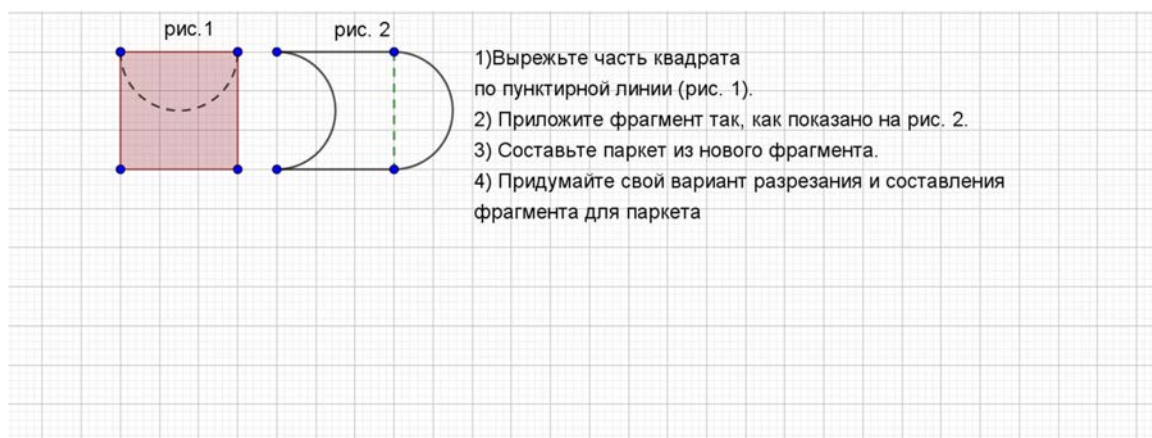 рис.1
рис. 2
1)Вырежьте часть квадрата
по пунктирной линии (рис. 1).
2) Приложите фрагмент так, как показано на рис. 2.
3) Составьте паркет из нового фрагмента.
4) Придумайте свой вариант разрезания и составления
фрагмента для паркета